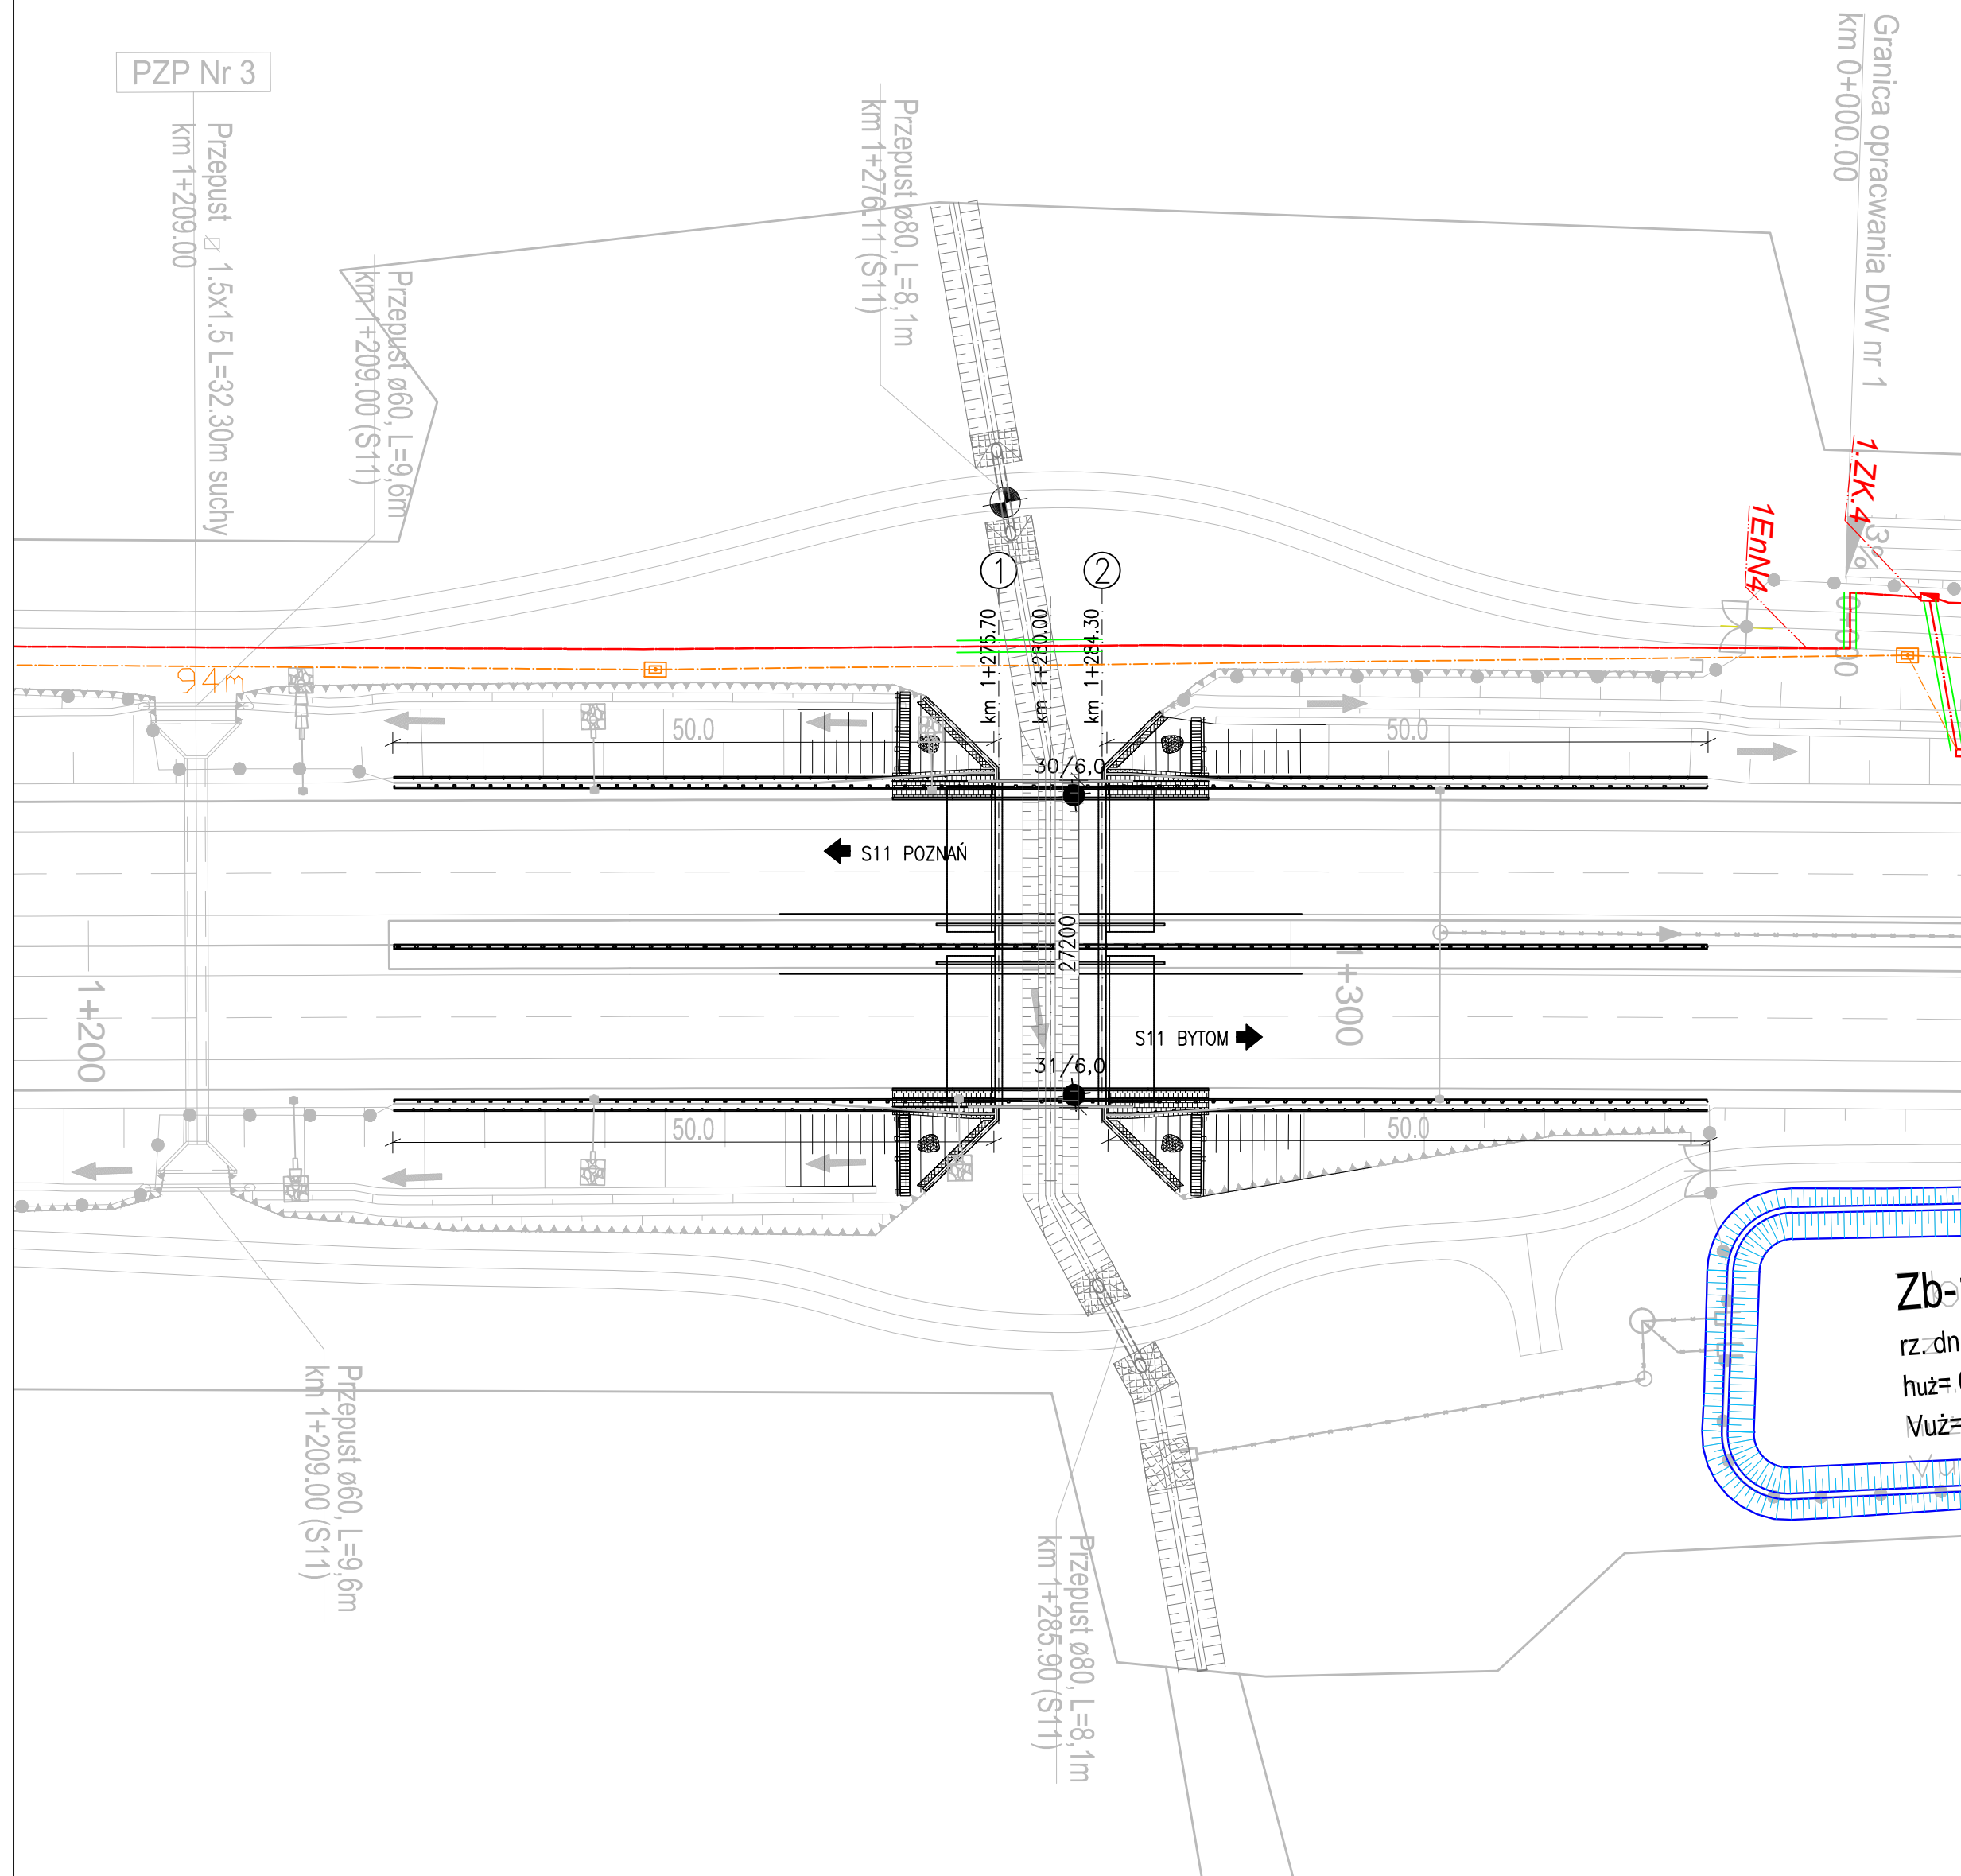 PZP Nr 3
Przepust 1.5x1.5 L=32.30m suchy
km 1+209.00
Przepust ø60, L=9,6m
km 1+209.00 (S11)
Przepust ø80, L=8,1m
km 1+276.11 (S11)
Granica opracwania DW nr 1
km 0+000.00
1.ZK.4
1EnN4
3%
1
2
km 1+275.70
km 1+280.00
km 1+284.30
94m
50.0
50.0
30/6,0
S11 POZNAŃ
27200
1+200
1+300
S11 BYTOM
31/6,0
50.0
50.0
Zb-
rz. dn
huż=
Vuż=
Przepust ø60, L=9,6m
km 1+209.00 (S11)
Przepust ø80, L=8,1m
km 1+285.90 (S11)